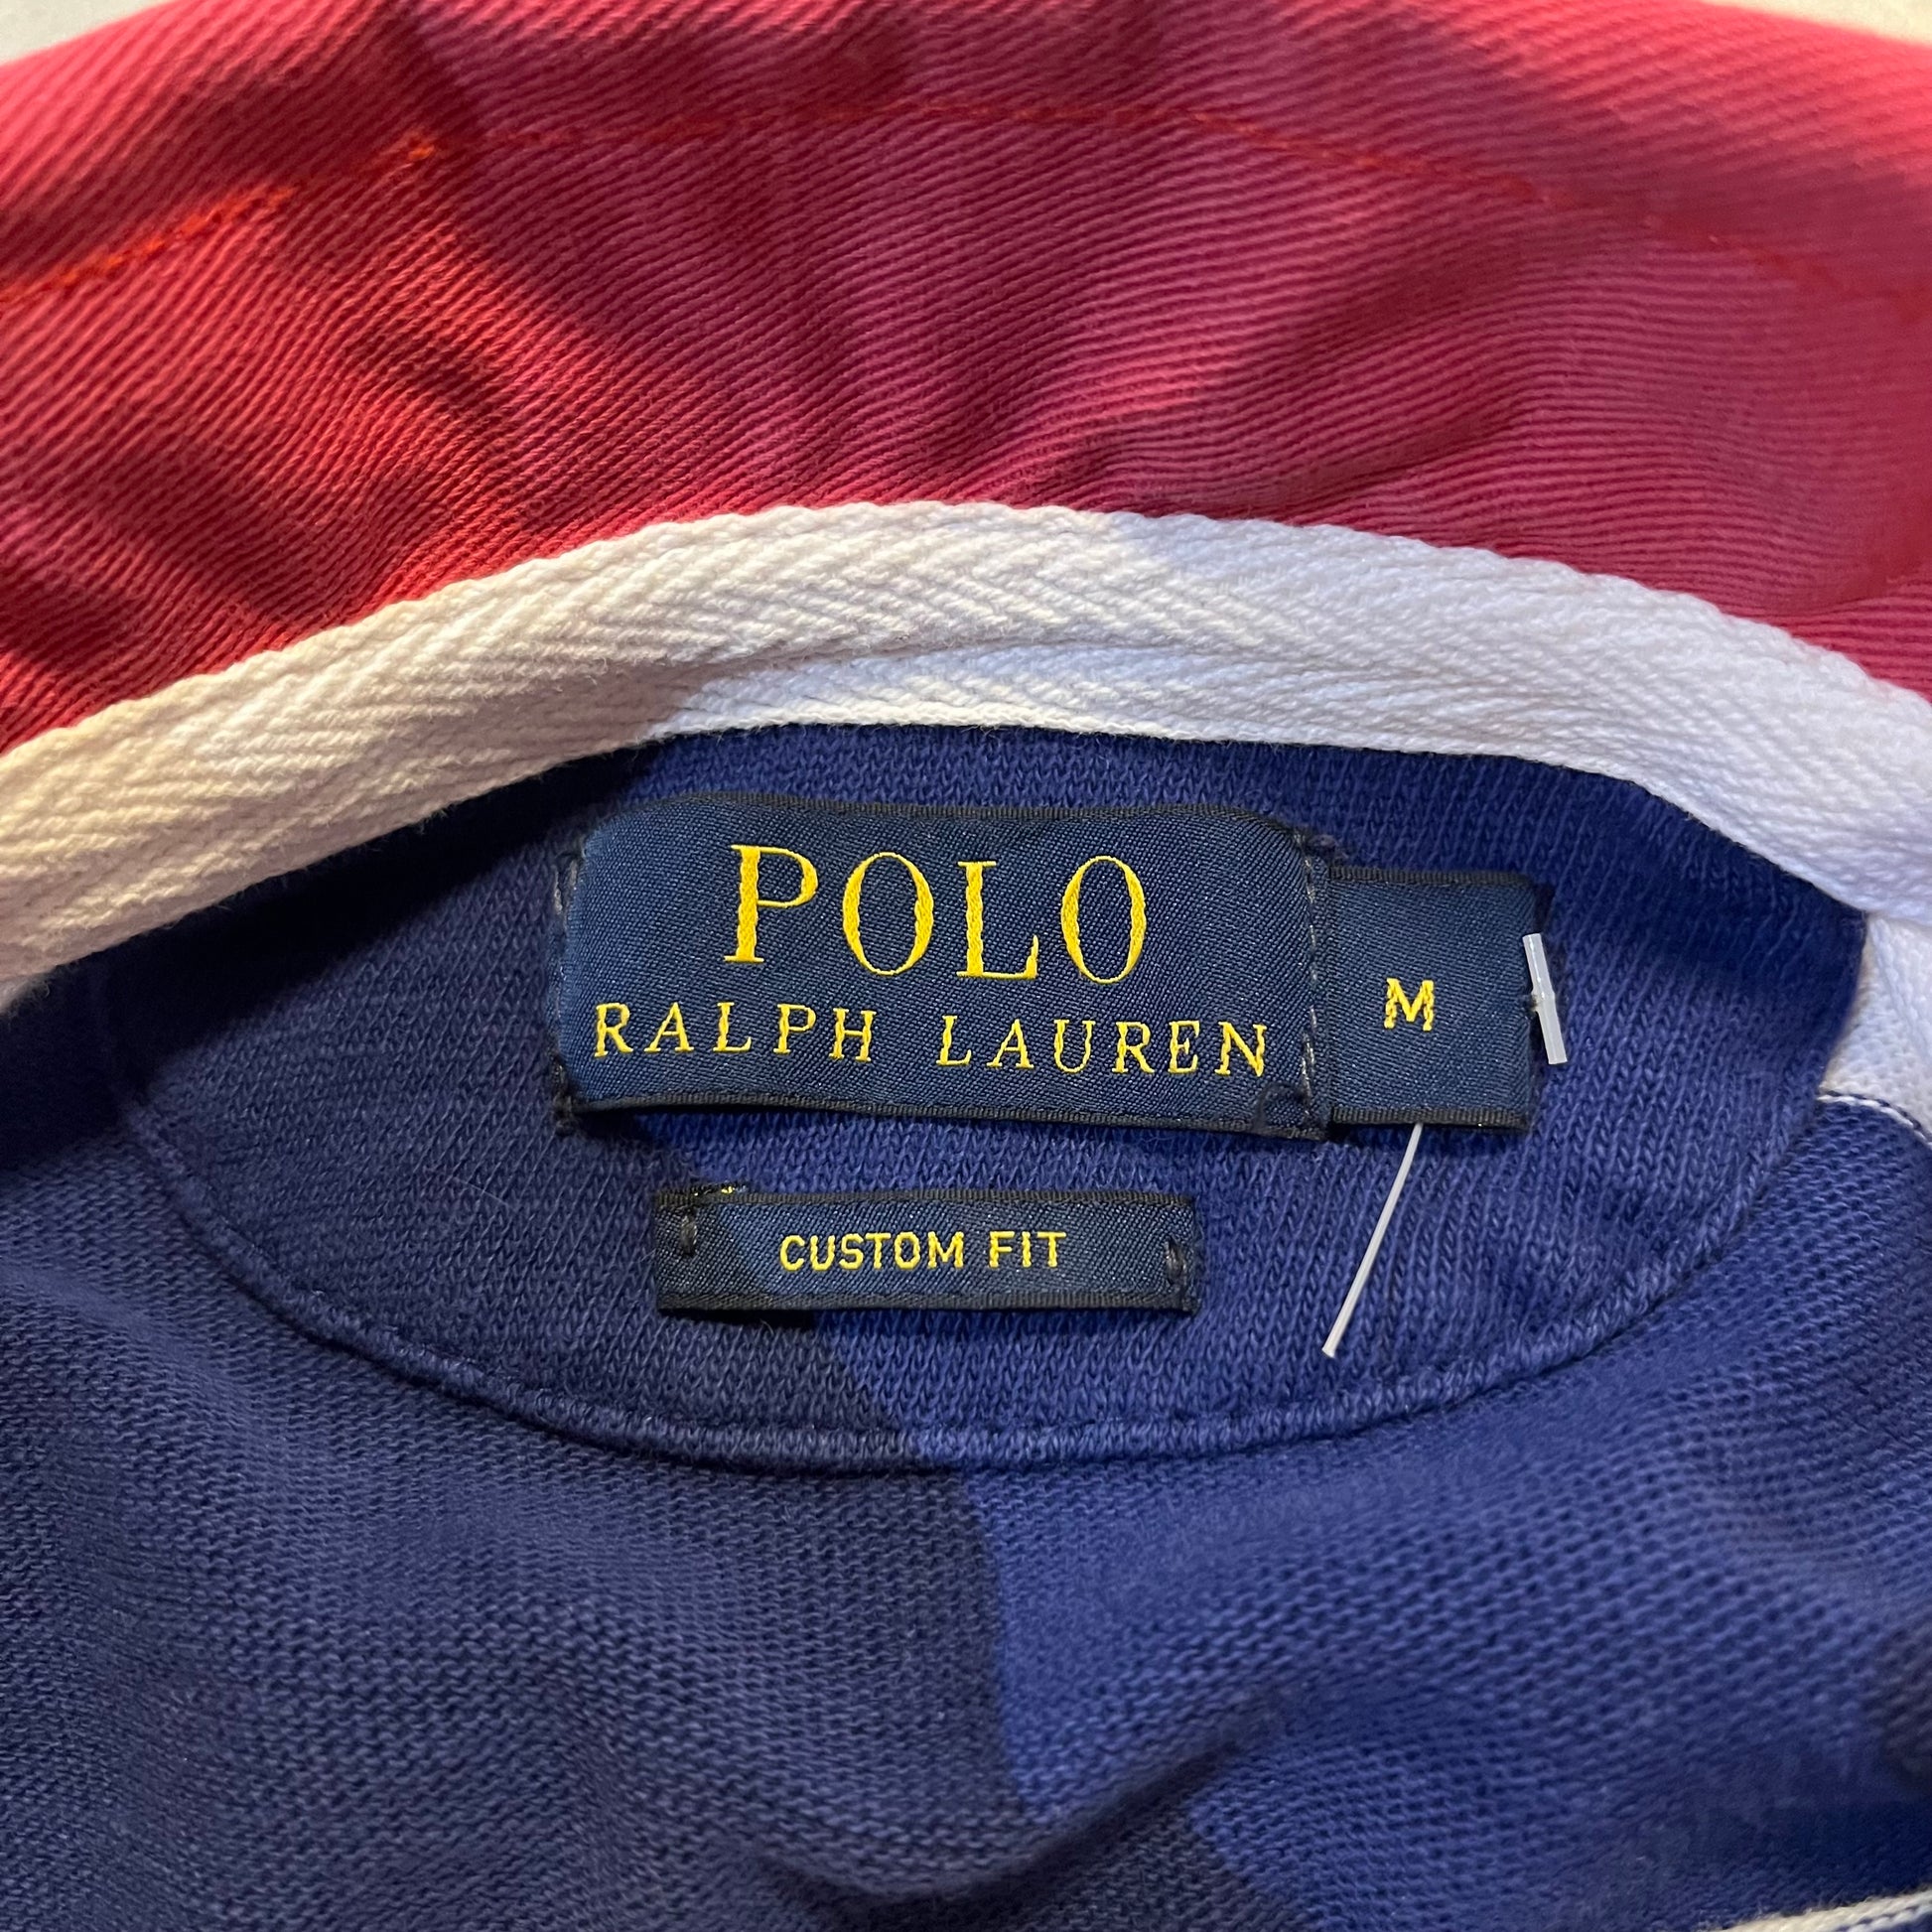 POLO
RALPH LAUREN
M
CUSTOM FIT